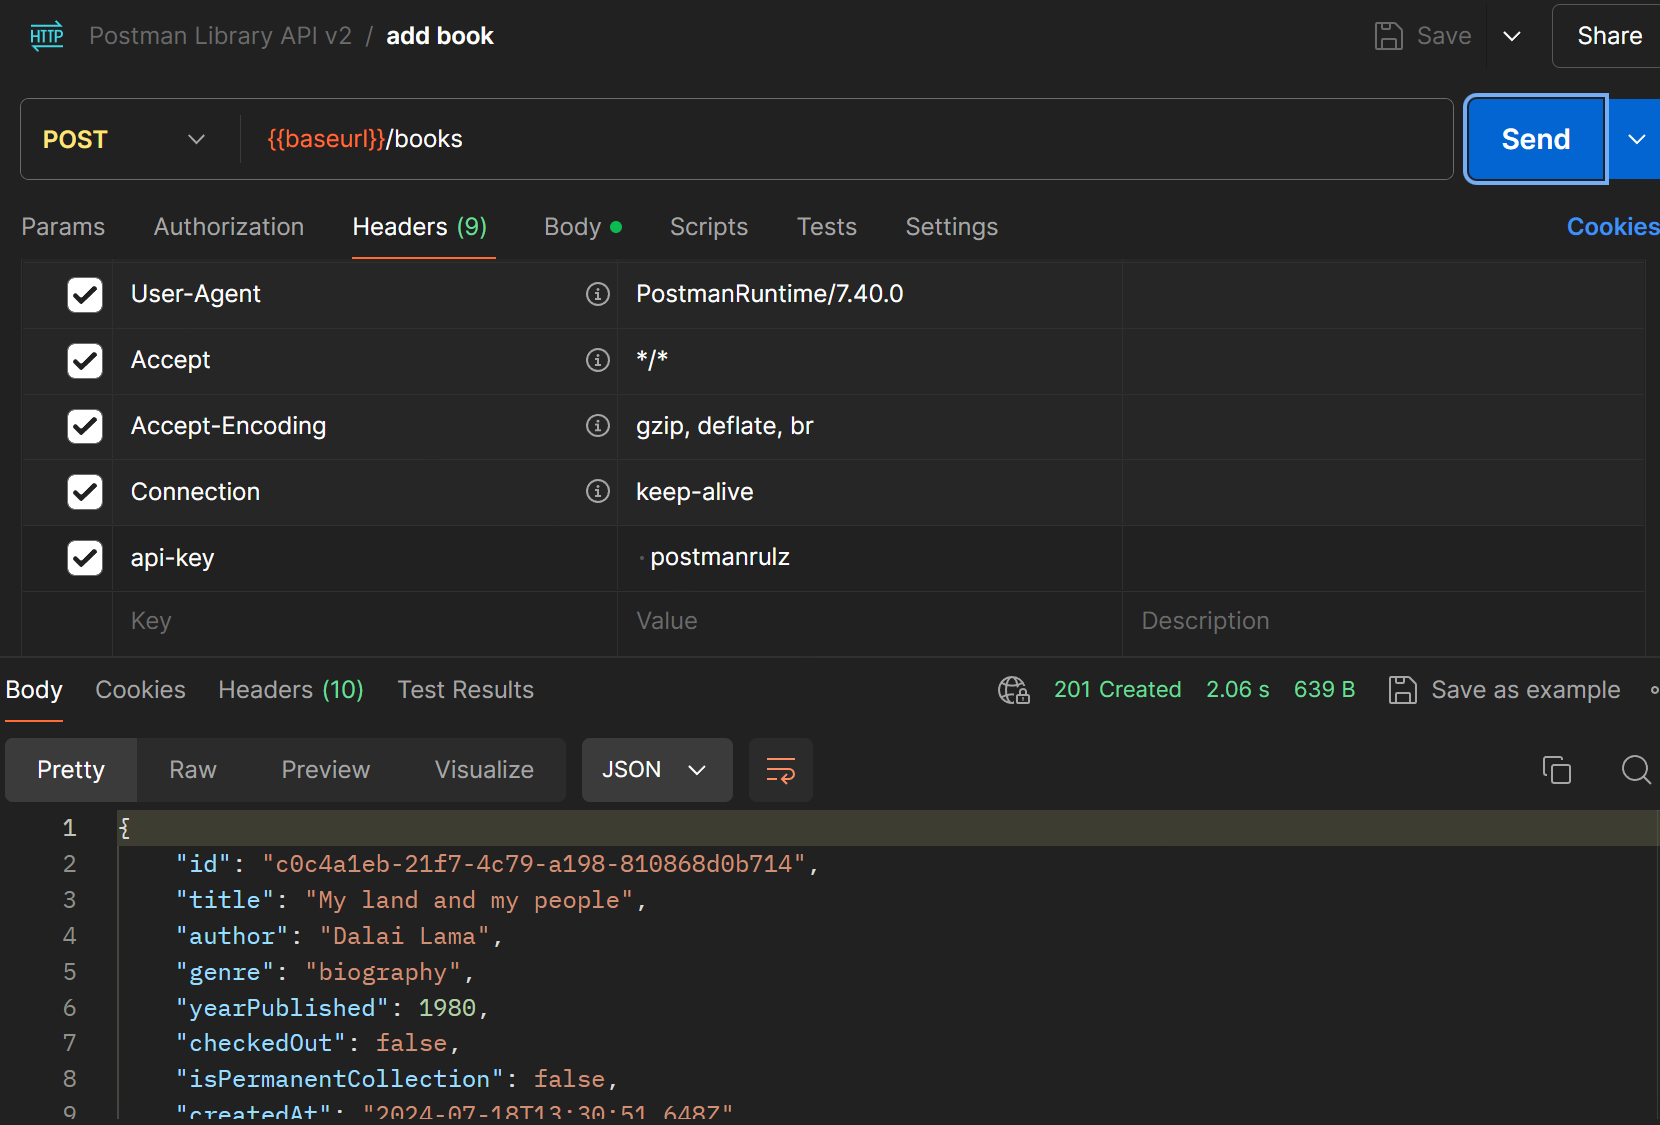 HTTP Postman Library API v2 / add book Save Share
POST {{baseurl}}/books Send
Params Authorization Headers (9) Body Scripts Tests Settings Cookies
User-Agent PostmanRuntime/7.40.0
Accept */*
Accept-Encoding gzip, deflate, br
Connection keep-alive
api-key postmanrulz
Key Value Description
Body Cookies Headers (10) Test Results 201 Created 2.06 s 639 B Save as example
Pretty Raw Preview Visualize JSON
1 {
2 "id": "c0c4a1eb-21f7-4c79-a198-810868d0b714",
3 "title": "My land and my people",
4 "author": "Dalai Lama",
5 "genre": "biography",
6 "yearPublished": 1980,
7 "checkedOut": false,
8 "isPermanentCollection": false,
9 "createdAt": "2024-07-18T13:30:51.648Z"